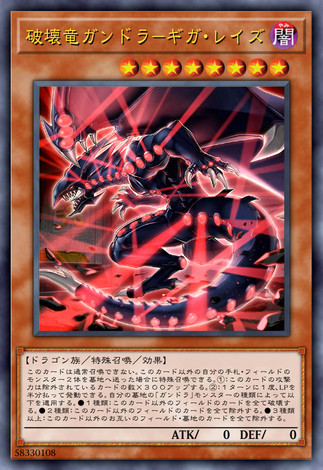 破壊竜ガンドラーギガ・レイズ
闇
やみ
【ドラゴン族／特殊召喚／効果】
このカードは通常召喚できない。このカード以外の自分の手札・フィールドの
モンスター２体を墓地へ送った場合に特殊召喚できる。①:このカードの攻撃
力は除外されているカードの数×３００アップする。②:１ターンに１度、LPを
半分払って発動できる。自分の墓地の「ガンドラ」モンスターの種類によって以
下を適用する。●１種類:このカード以外のフィールドのカードを全て破壊す
る。●２種類:このカード以外のフィールドのカードを全て除外する。●３種類
以上:このカード以外のお互いのフィールド・墓地のカードを全て除外する。
ATK/ 0 DEF/ 0
58330108